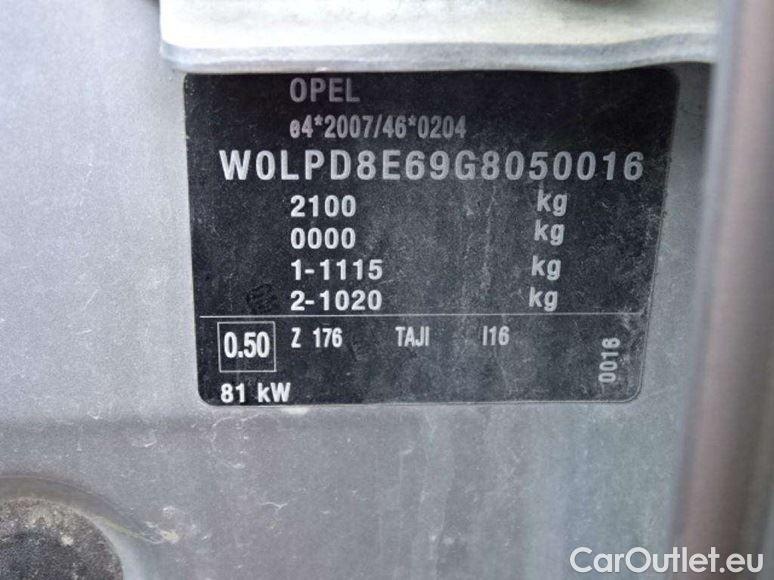 OPEL
e4*2007/46*0204
W0LPD8E69G8050016
2100 kg
0000 kg
1-1115 kg
2-1020 kg
0.50 Z 176 TAJI I16
81 kW
0016
CarOutlet.eu